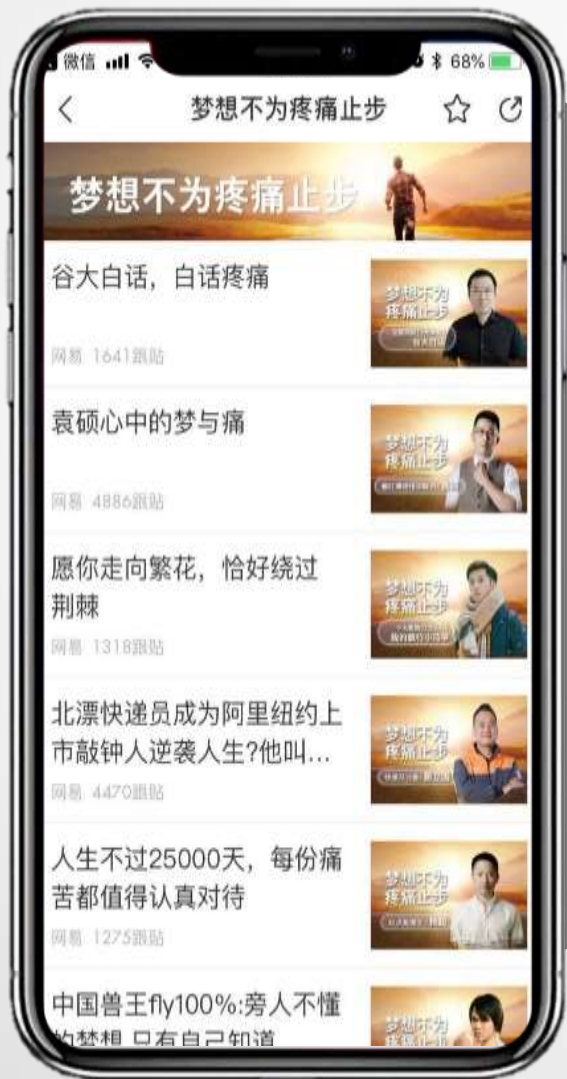 微信
68%
梦想不为疼痛止步
梦想不为疼痛止步
谷大白话，白话疼痛
梦想不为
疼痛止步
谷大白话
网易 1641跟贴
袁硕心中的梦与痛
梦想不为
疼痛止步
网易 4886跟贴
愿你走向繁花，恰好绕过
荆棘
梦想不为
疼痛止步
网易 1318跟贴
北漂快递员成为阿里纽约上
市敲钟人逆袭人生?他叫...
梦想不为
疼痛止步
网易 4470跟贴
人生不过25000天，每份痛
苦都值得认真对待
梦想不为
疼痛止步
网易 1275跟贴
中国兽王fly100%:旁人不懂
的梦想,只有自己知道
梦想不为